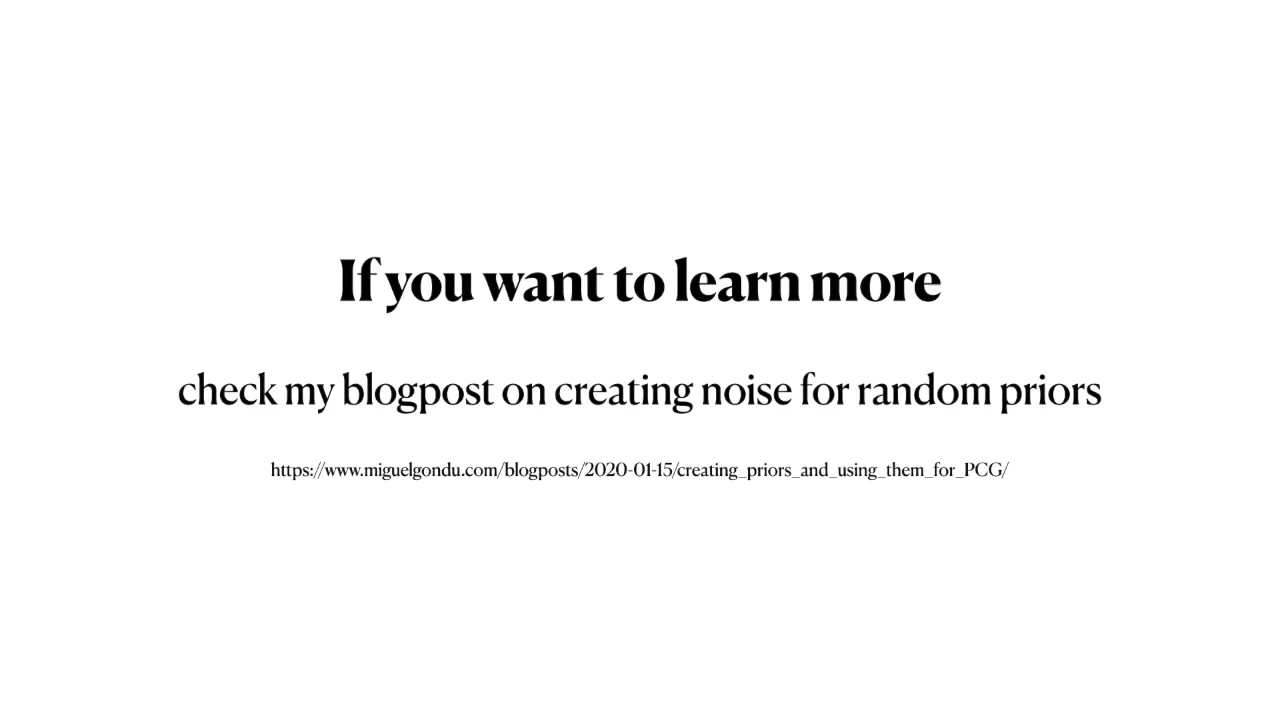 If you want to learn more
check my blogpost on creating noise for random priors
https://www.miguelgondu.com/blogposts/2020-01-15/creating_priors_and_using_them_for_PCG/